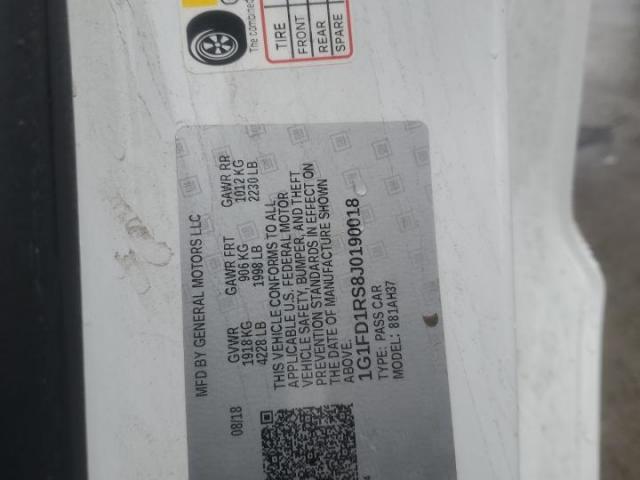 The combined
TIRE
FRONT
REAR
SPARE
MFD BY GENERAL MOTORS LLC
08/18 GVWR GAWR FRT GAWR RR
1918 KG 906 KG 1012 KG
4228 LB 1998 LB 2230 LB
THIS VEHICLE CONFORMS TO ALL
APPLICABLE U.S. FEDERAL MOTOR
VEHICLE SAFETY, BUMPER, AND THEFT
PREVENTION STANDARDS IN EFFECT ON
THE DATE OF MANUFACTURE SHOWN
ABOVE.
1G1FD1RS8J0190018
TYPE: PASS CAR
MODEL: 881AH37